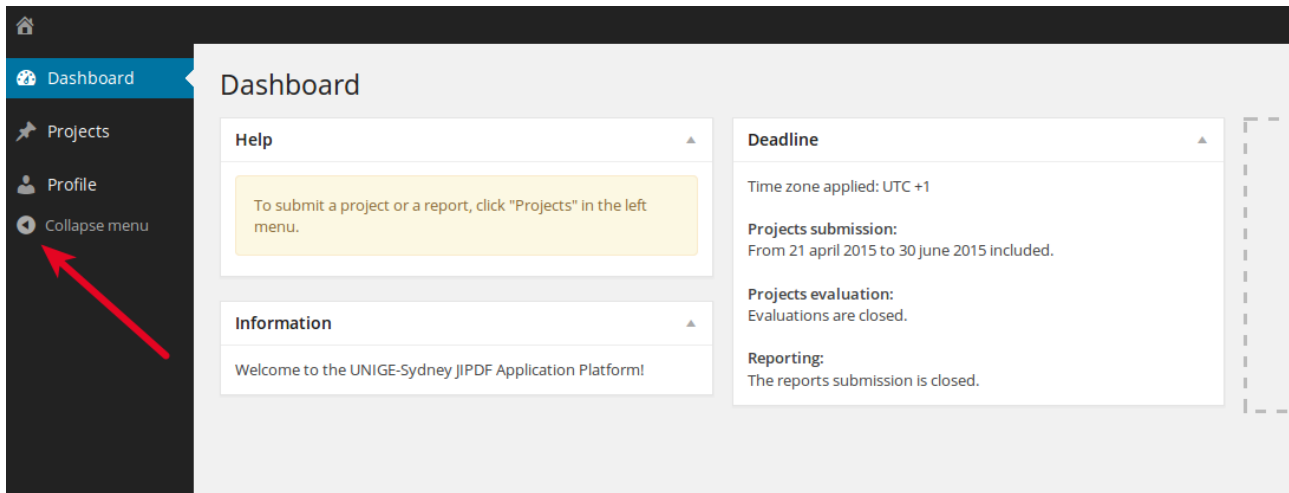 Dashboard
Projects
Profile
Collapse menu
Dashboard
Help
To submit a project or a report, click "Projects" in the left
menu.
Information
Welcome to the UNIGE-Sydney JIPDF Application Platform!
Deadline
Time zone applied: UTC +1
Projects submission:
From 21 april 2015 to 30 june 2015 included.
Projects evaluation:
Evaluations are closed.
Reporting:
The reports submission is closed.